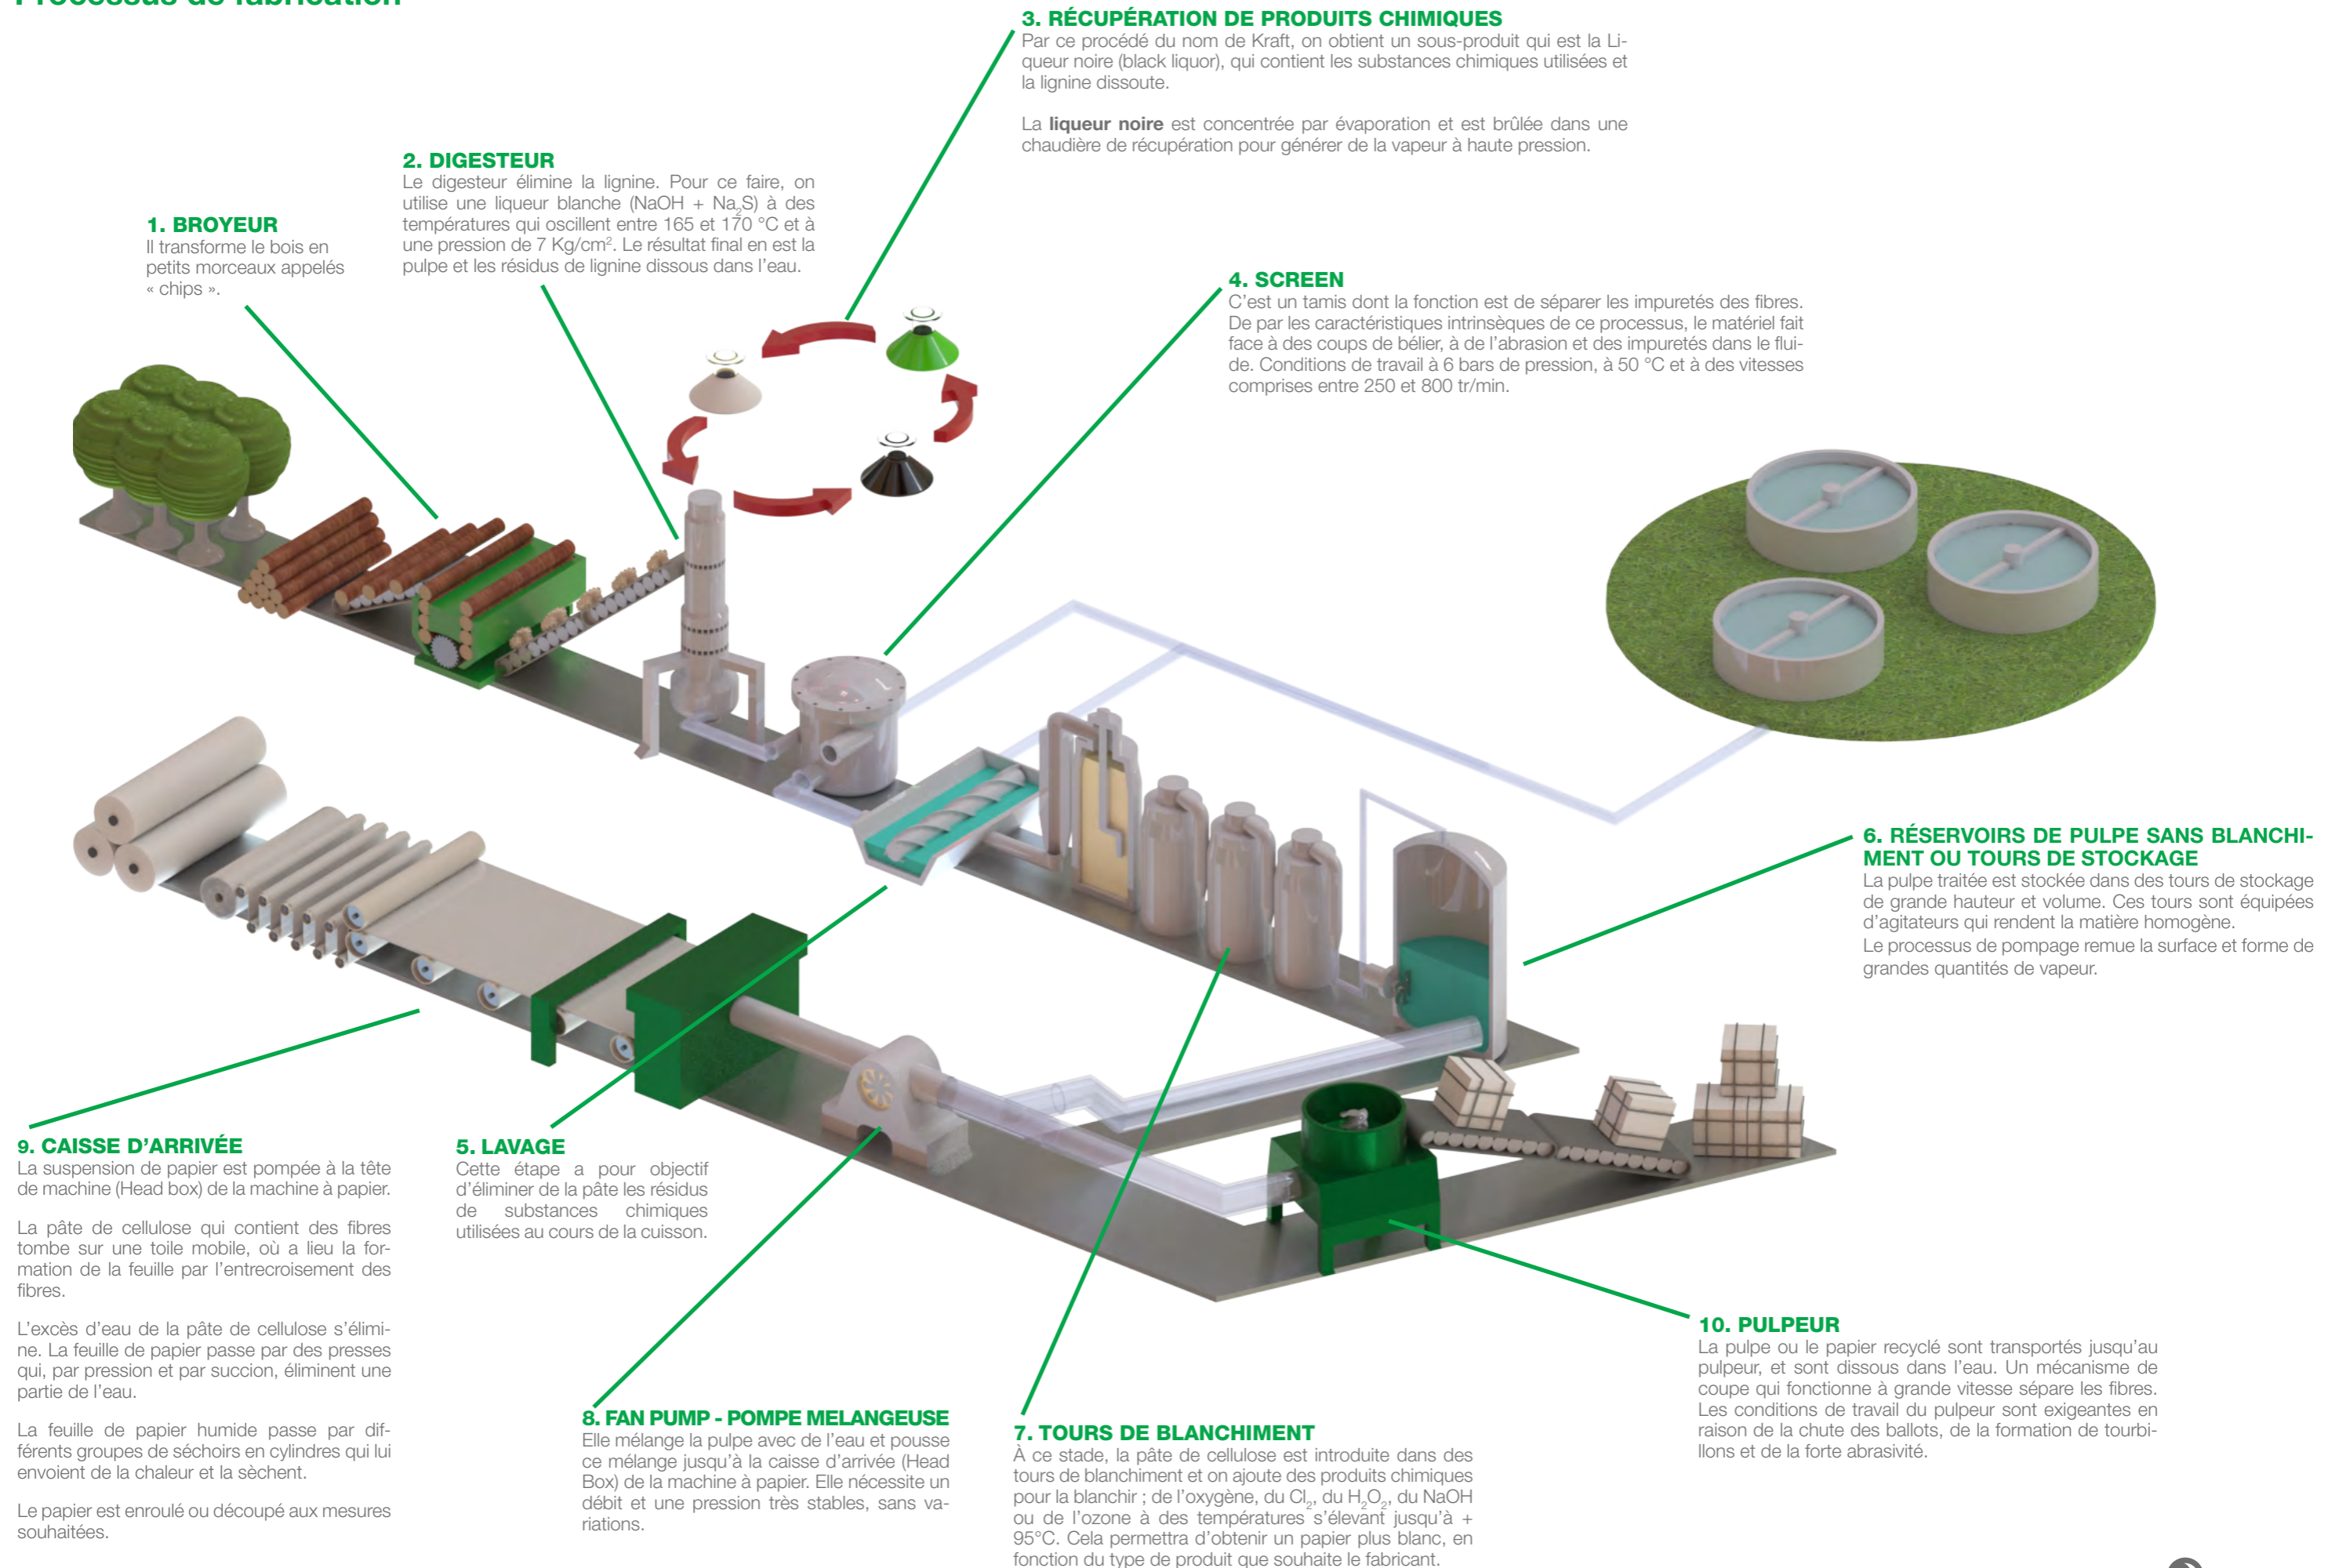 Processus de fabrication
3. RÉCUPÉRATION DE PRODUITS CHIMIQUES
Par ce procédé du nom de Kraft, on obtient un sous-produit qui est la Li-
queur noire (black liquor), qui contient les substances chimiques utilisées et
la lignine dissoute.
La liqueur noire est concentrée par évaporation et est brûlée dans une
chaudière de récupération pour générer de la vapeur à haute pression.
2. DIGESTEUR
Le digesteur élimine la lignine. Pour ce faire, on
utilise une liqueur blanche (NaOH + Na₂S) à des
températures qui oscillent entre 165 et 170 °C et à
une pression de 7 Kg/cm². Le résultat final en est la
pulpe et les résidus de lignine dissous dans l'eau.
1. BROYEUR
Il transforme le bois en
petits morceaux appelés
« chips ».
4. SCREEN
C'est un tamis dont la fonction est de séparer les impuretés des fibres.
De par les caractéristiques intrinsèques de ce processus, le matériel fait
face à des coups de bélier, à de l'abrasion et des impuretés dans le flui-
de. Conditions de travail à 6 bars de pression, à 50 °C et à des vitesses
comprises entre 250 et 800 tr/min.
6. RÉSERVOIRS DE PULPE SANS BLANCHI-
MENT OU TOURS DE STOCKAGE
La pulpe traitée est stockée dans des tours de stockage
de grande hauteur et volume. Ces tours sont équipées
d'agitateurs qui rendent la matière homogène.
Le processus de pompage remue la surface et forme de
grandes quantités de vapeur.
9. CAISSE D'ARRIVÉE
La suspension de papier est pompée à la tête
de machine (Head box) de la machine à papier.
La pâte de cellulose qui contient des fibres
tombe sur une toile mobile, où a lieu la for-
mation de la feuille par l'entrecroisement des
fibres.
L'excès d'eau de la pâte de cellulose s'élimi-
ne. La feuille de papier passe par des presses
qui, par pression et par succion, éliminent une
partie de l'eau.
La feuille de papier humide passe par dif-
férents groupes de séchoirs en cylindres qui lui
envoient de la chaleur et la sèchent.
Le papier est enroulé ou découpé aux mesures
souhaitées.
5. LAVAGE
Cette étape a pour objectif
d'éliminer de la pâte les résidus
de substances chimiques
utilisées au cours de la cuisson.
8. FAN PUMP - POMPE MELANGEUSE
Elle mélange la pulpe avec de l'eau et pousse
ce mélange jusqu'à la caisse d'arrivée (Head
Box) de la machine à papier. Elle nécessite un
débit et une pression très stables, sans va-
riations.
7. TOURS DE BLANCHIMENT
À ce stade, la pâte de cellulose est introduite dans des
tours de blanchiment et on ajoute des produits chimiques
pour la blanchir ; de l'oxygène, du Cl₂, du H₂O₂, du NaOH
ou de l'ozone à des températures s'élevant jusqu'à +
95°C. Cela permettra d'obtenir un papier plus blanc, en
fonction du type de produit que souhaite le fabricant.
10. PULPEUR
La pulpe ou le papier recyclé sont transportés jusqu'au
pulpeur, et sont dissous dans l'eau. Un mécanisme de
coupe qui fonctionne à grande vitesse sépare les fibres.
Les conditions de travail du pulpeur sont exigeantes en
raison de la chute des ballots, de la formation de tourbi-
llons et de la forte abrasivité.